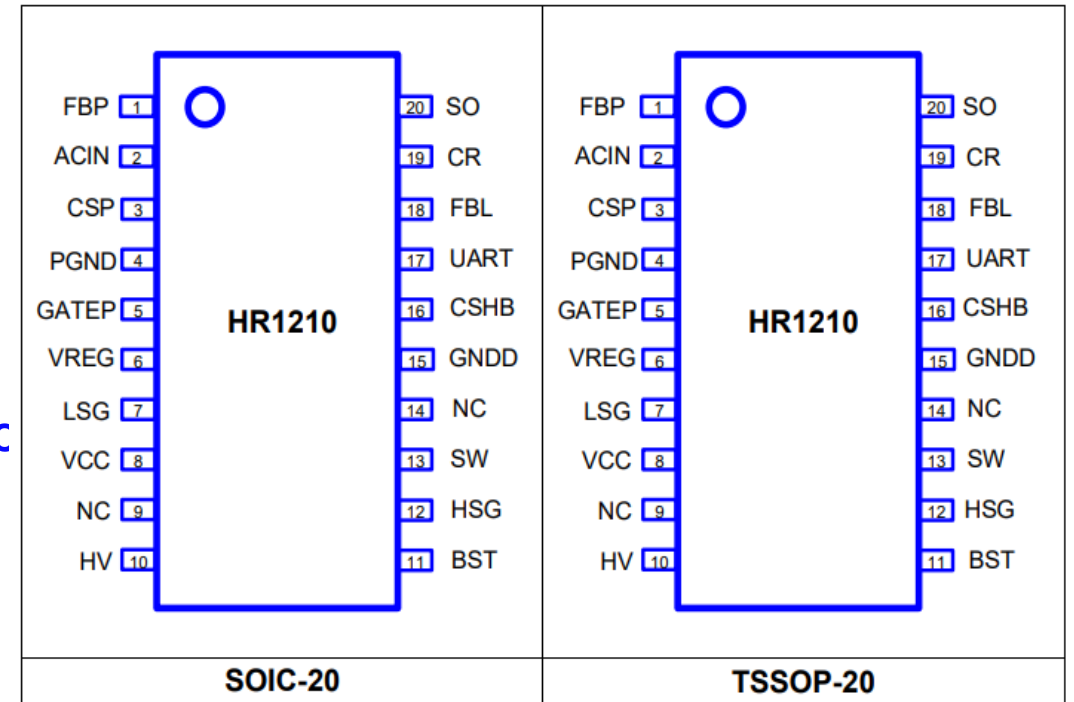 FBP 1 20 SO
ACIN 2 19 CR
CSP 3 18 FBL
PGND 4 17 UART
GATEP 5 16 CSHB
HR1210
VREG 6 15 GNDD
LSG 7 14 NC
VCC 8 13 SW
NC 9 12 HSG
HV 10 11 BST
SOIC-20
FBP 1 20 SO
ACIN 2 19 CR
CSP 3 18 FBL
PGND 4 17 UART
GATEP 5 16 CSHB
HR1210
VREG 6 15 GNDD
LSG 7 14 NC
VCC 8 13 SW
NC 9 12 HSG
HV 10 11 BST
TSSOP-20